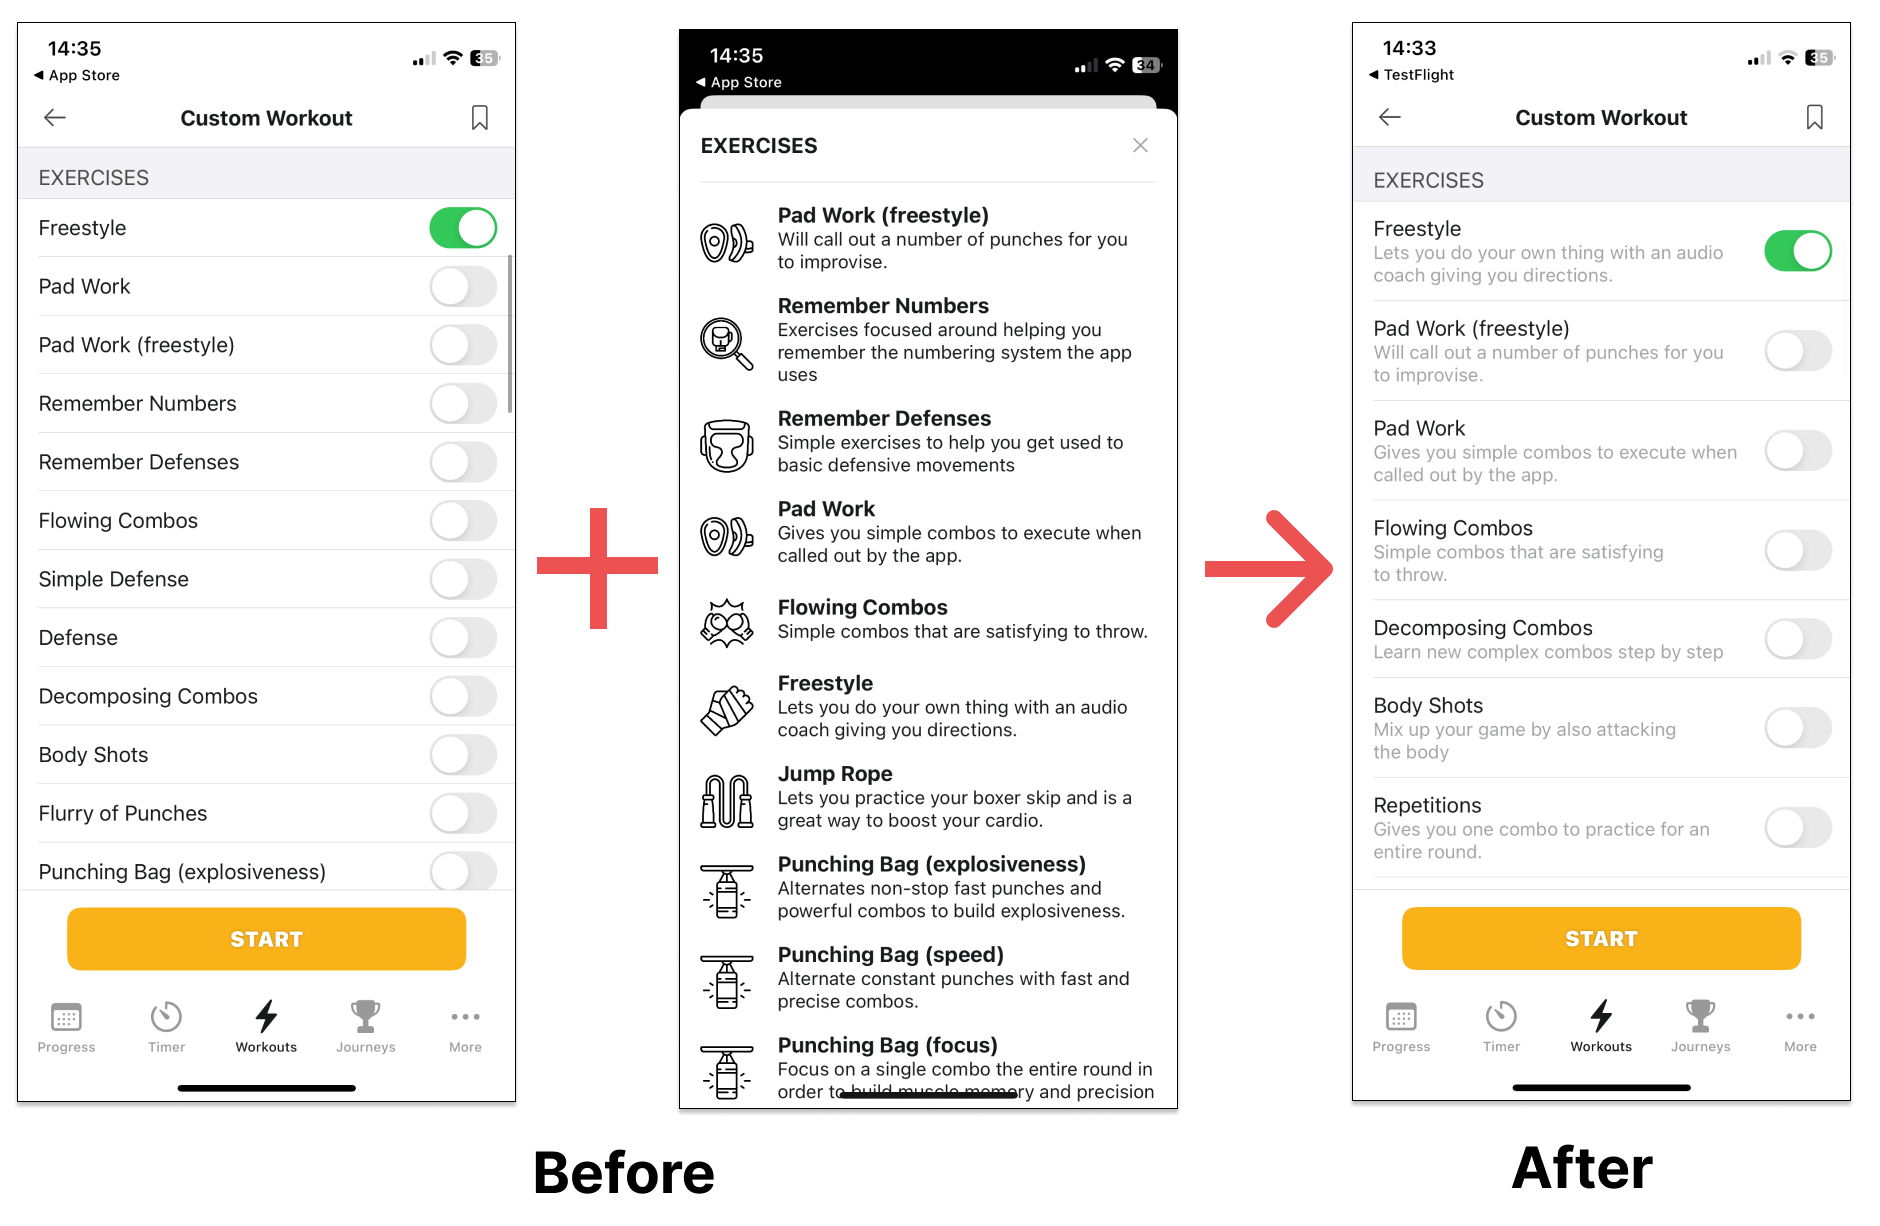 14:35
35
◀ App Store
Custom Workout
EXERCISES
Freestyle
Pad Work
Pad Work (freestyle)
Remember Numbers
Remember Defenses
Flowing Combos
Simple Defense
Defense
Decomposing Combos
Body Shots
Flurry of Punches
Punching Bag (explosiveness)
START
Progress
Timer
Workouts
Journeys
More
14:35
34
◀ App Store
EXERCISES
Pad Work (freestyle)
Will call out a number of punches for you
to improvise.
Remember Numbers
Exercises focused around helping you
remember the numbering system the app
uses
Remember Defenses
Simple exercises to help you get used to
basic defensive movements
Pad Work
Gives you simple combos to execute when
called out by the app.
Flowing Combos
Simple combos that are satisfying to throw.
Freestyle
Lets you do your own thing with an audio
coach giving you directions.
Jump Rope
Lets you practice your boxer skip and is a
great way to boost your cardio.
Punching Bag (explosiveness)
Alternates non-stop fast punches and
powerful combos to build explosiveness.
Punching Bag (speed)
Alternate constant punches with fast and
precise combos.
Punching Bag (focus)
Focus on a single combo the entire round in
order to build muscle memory and precision
14:33
35
◀ TestFlight
Custom Workout
EXERCISES
Freestyle
Lets you do your own thing with an audio
coach giving you directions.
Pad Work (freestyle)
Will call out a number of punches for you
to improvise.
Pad Work
Gives you simple combos to execute when
called out by the app.
Flowing Combos
Simple combos that are satisfying
to throw.
Decomposing Combos
Learn new complex combos step by step
Body Shots
Mix up your game by also attacking
the body
Repetitions
Gives you one combo to practice for an
entire round.
START
Progress
Timer
Workouts
Journeys
More
Before
After